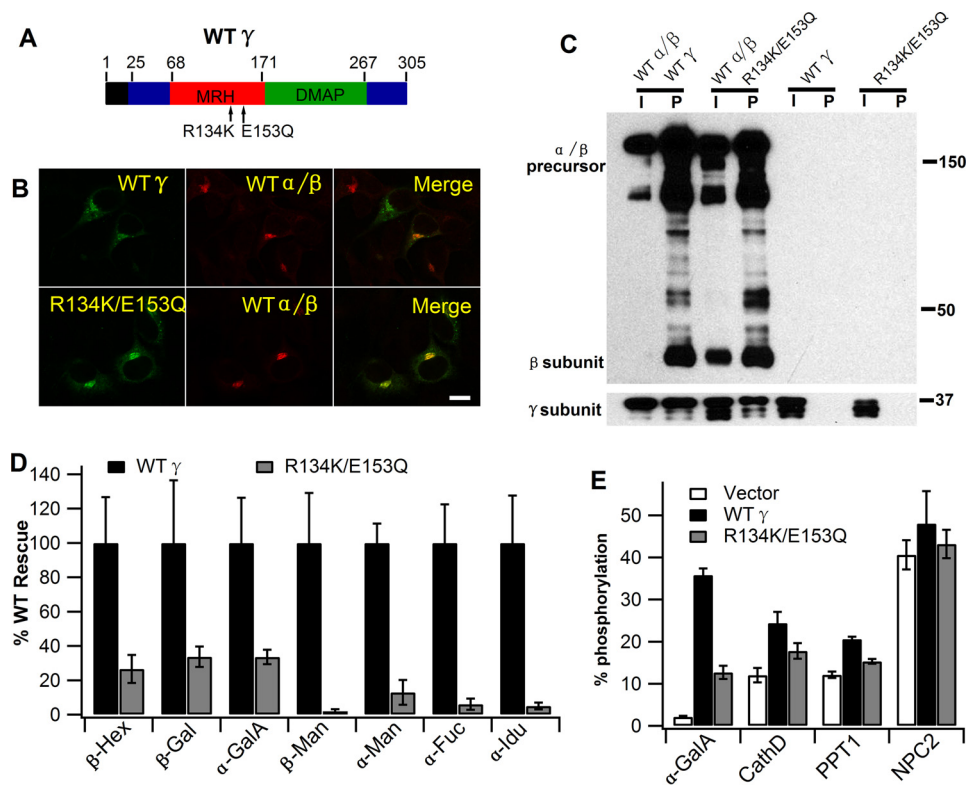 A
WT γ
1 25 68 171 267 305
MRH DMAP
R134K E153Q
B
WT γ WT α/β Merge
R134K/E153Q WT α/β Merge
C
WT α/β WT γ WT α/β R134K/E153Q WT γ R134K/E153Q
I P I P I P I P
α/β
precursor
150
50
β subunit
γ subunit
37
D
WT γ R134K/E153Q
% WT Rescue
140
120
100
80
60
40
20
0
β-Hex β-Gal α-GalA β-Man α-Man α-Fuc α-Idu
E
Vector
WT γ
R134K/E153Q
% phosphorylation
50
40
30
20
10
0
α-GalA CathD PPT1 NPC2